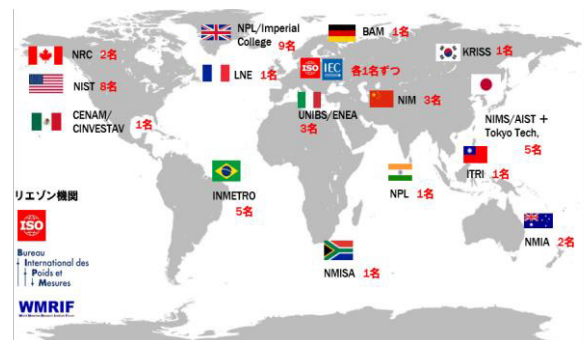 NPL/Imperial
College
9名
BAM 1名
NRC 2名
KRISS 1名
LNE 1名
ISO
IEC
各1名ずつ
NIST 8名
NIM 3名
CENAM/
CINVESTAV
1名
UNIBS/ENEA
3名
NIMS/AIST +
Tokyo Tech,
5名
ITRI 1名
INMETRO
5名
NPL 1名
リエゾン機関
ISO
NMIA 2名
NMISA 1名
Bureau
International des
Poids et
Mesures
WMRIF